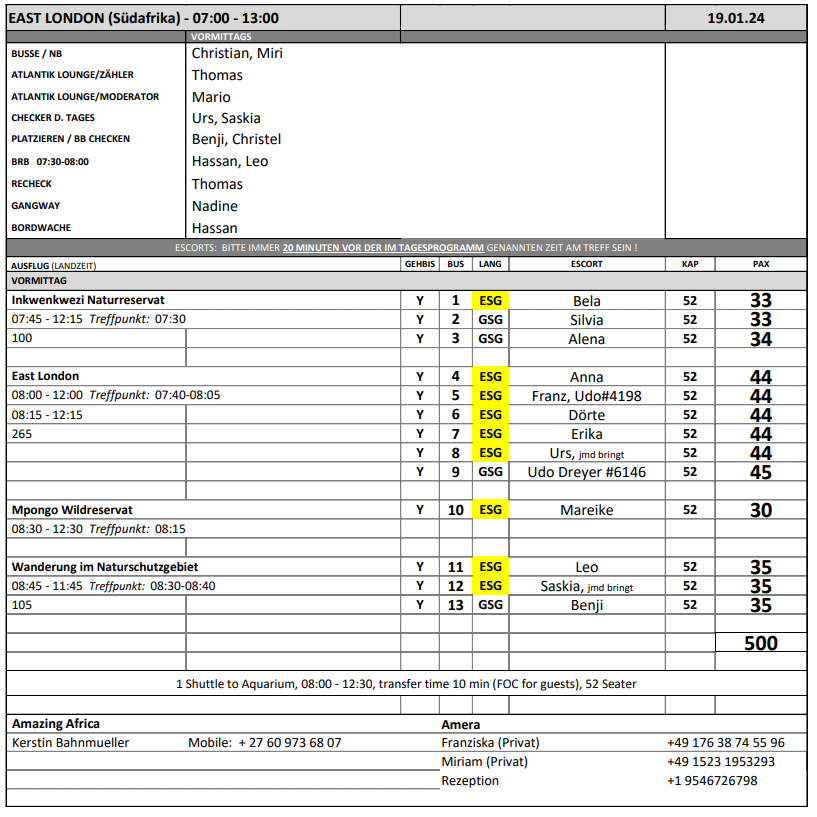 EAST LONDON (Südafrika) - 07:00 - 13:00 19.01.24
VORMITTAGS
BUSSE / NB Christian, Miri
ATLANTIK LOUNGE/ZÄHLER Thomas
ATLANTIK LOUNGE/MODERATOR Mario
CHECKER D. TAGES Urs, Saskia
PLATZIEREN / BB CHECKEN Benji, Christel
BRB 07:30-08:00 Hassan, Leo
RECHECK Thomas
GANGWAY Nadine
BORDWACHE Hassan
ESCORTS: BITTE IMMER 20 MINUTEN VOR DER IM TAGESPROGRAMM GENANNTEN ZEIT AM TREFF SEIN !
AUSFLUG (LANDZEIT) GEHBIS BUS LANG ESCORT KAP PAX
VORMITTAG
Inkwenkwezi Naturreservat Y 1 ESG Bela 52 33
07:45 - 12:15 Treffpunkt: 07:30 Y 2 GSG Silvia 52 33
100 Y 3 GSG Alena 52 34
East London Y 4 ESG Anna 52 44
08:00 - 12:00 Treffpunkt: 07:40-08:05 Y 5 ESG Franz, Udo#4198 52 44
08:15 - 12:15 Y 6 ESG Dörte 52 44
265 Y 7 ESG Erika 52 44
Y 8 ESG Urs, jmd bringt 52 44
Y 9 GSG Udo Dreyer #6146 52 45
Mpongo Wildreservat Y 10 ESG Mareike 52 30
08:30 - 12:30 Treffpunkt: 08:15
Wanderung im Naturschutzgebiet Y 11 ESG Leo 52 35
08:45 - 11:45 Treffpunkt: 08:30-08:40 Y 12 ESG Saskia, jmd bringt 52 35
105 Y 13 GSG Benji 52 35
500
1 Shuttle to Aquarium, 08:00 - 12:30, transfer time 10 min (FOC for guests), 52 Seater
Amazing Africa Amera
Kerstin Bahnmueller Mobile: + 27 60 973 68 07 Franziska (Privat) +49 176 38 74 55 96
Miriam (Privat) +49 1523 1953293
Rezeption +1 9546726798